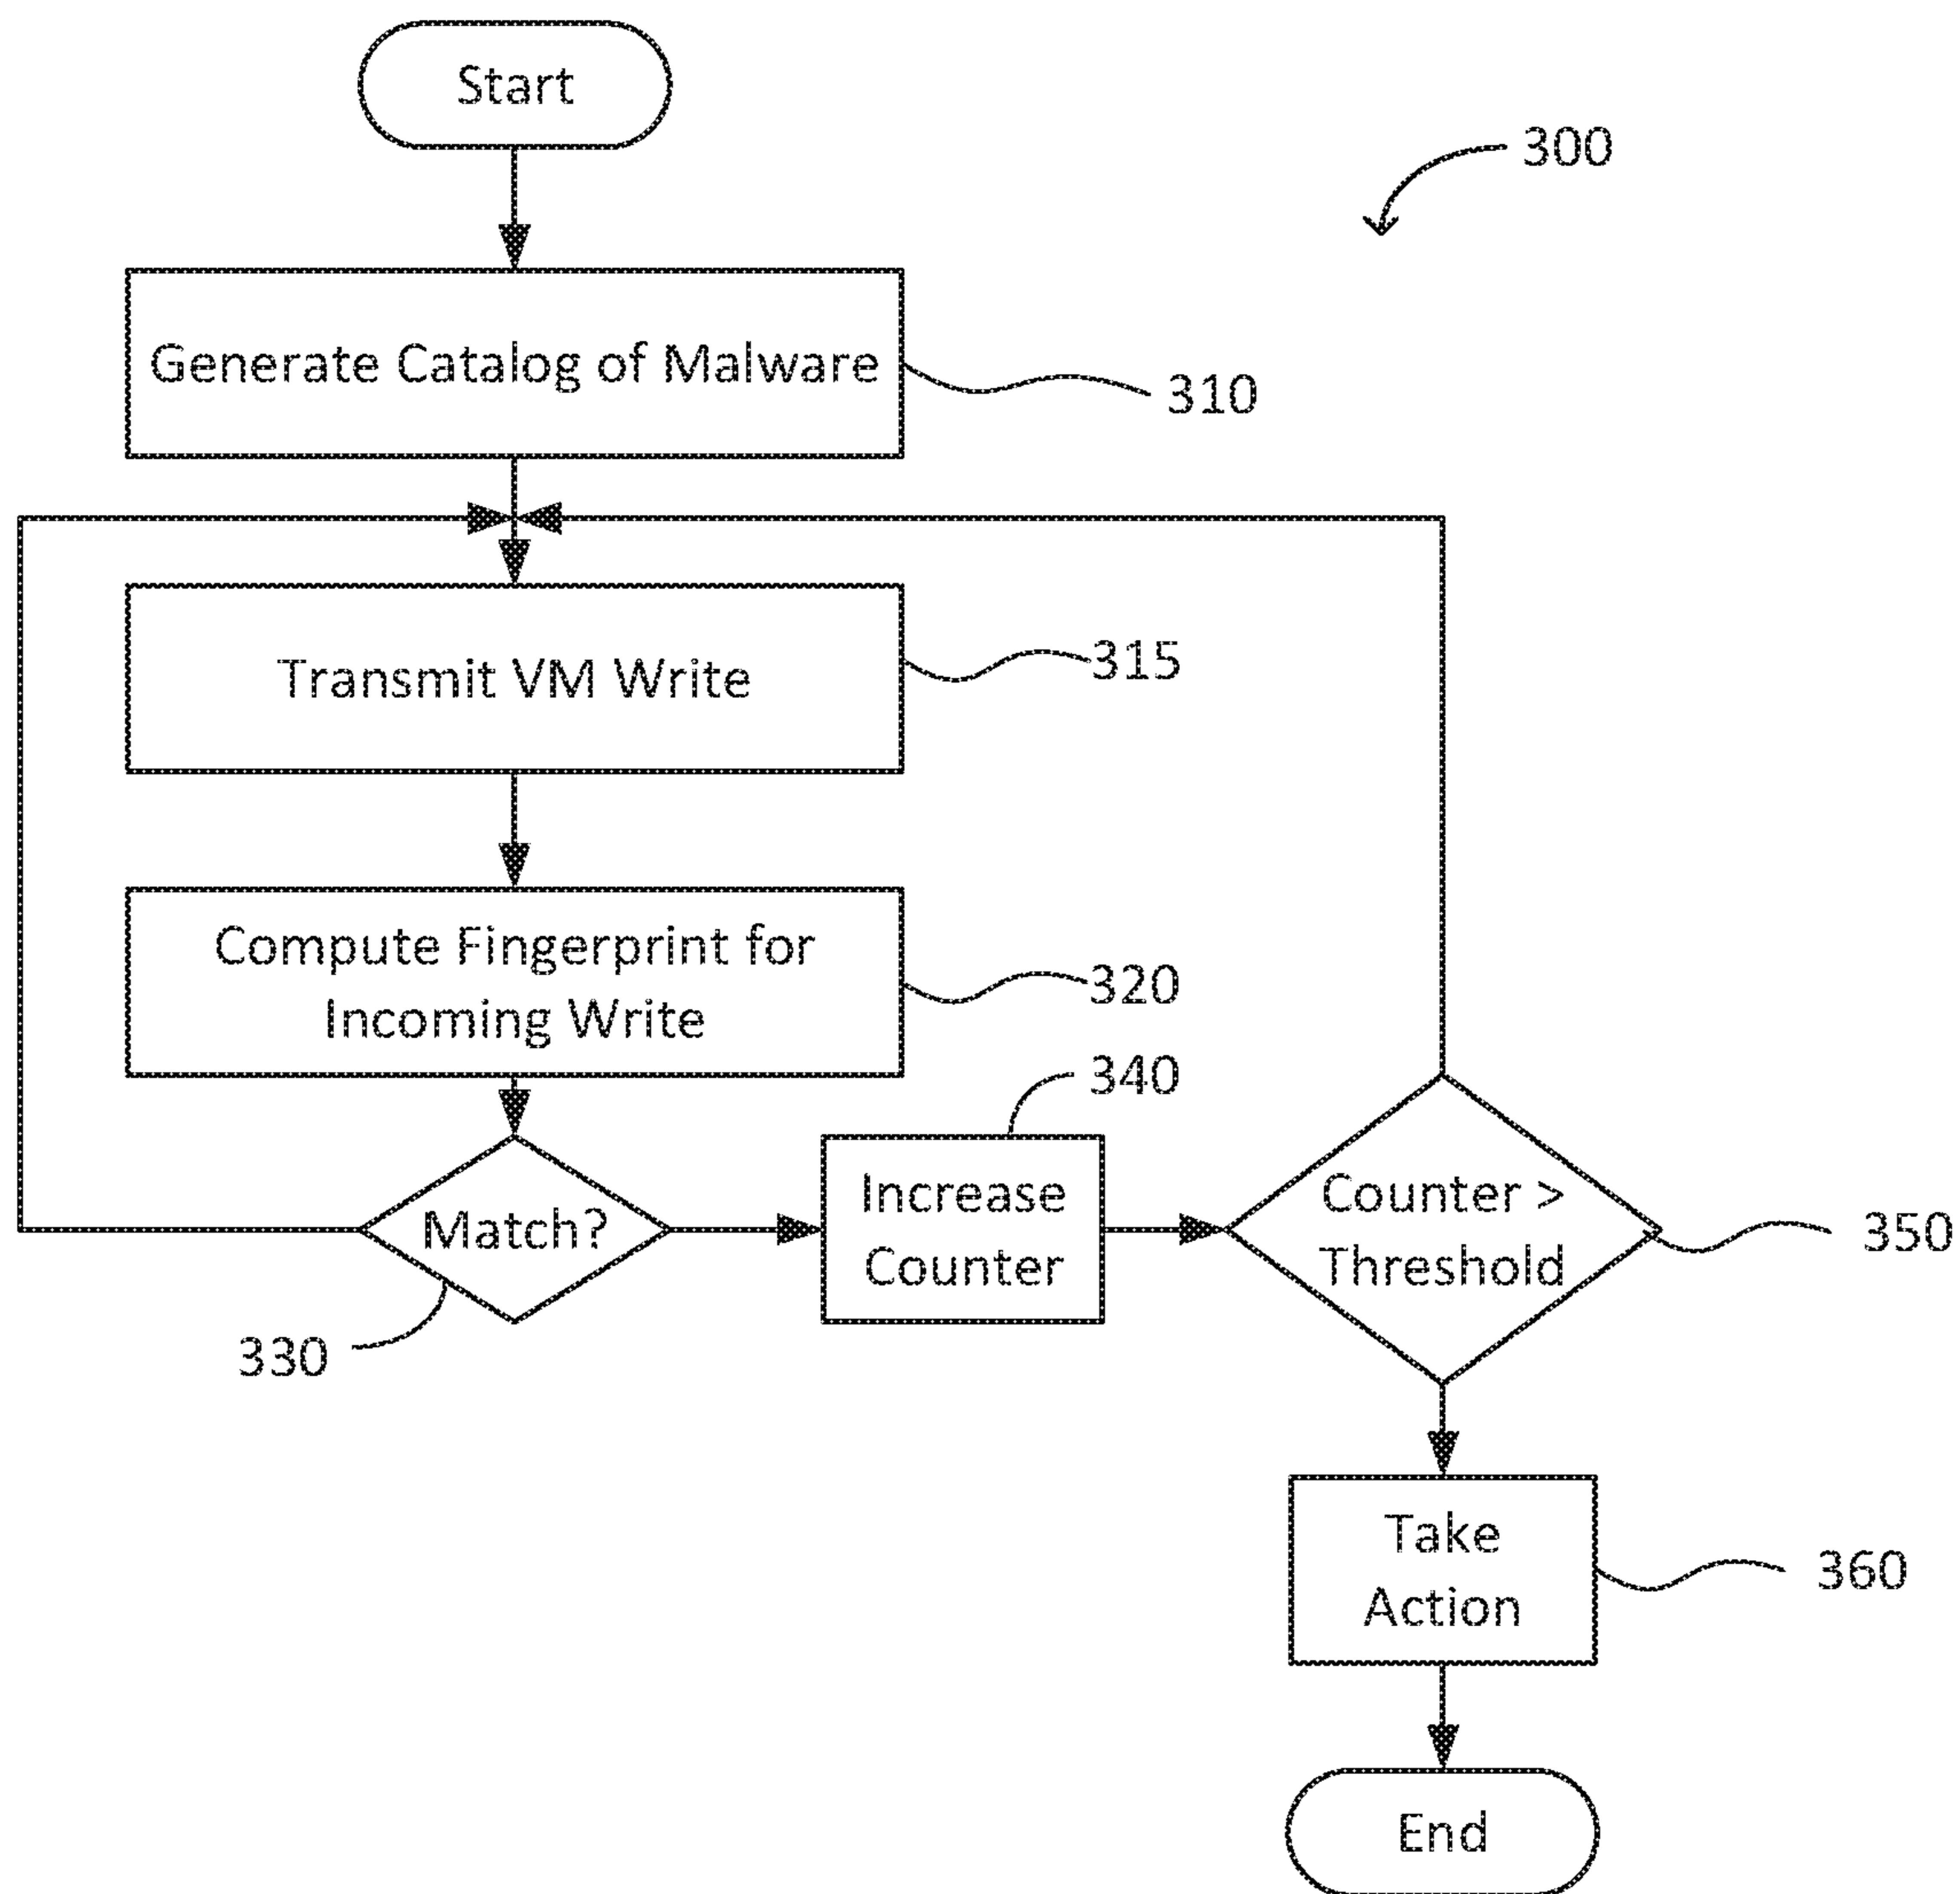 Start
300
Generate Catalog of Malware
310
Transmit VM Write
315
Compute Fingerprint for
Incoming Write
320
340
Match?
330
Increase
Counter
Counter >
Threshold
350
Take
Action
360
End